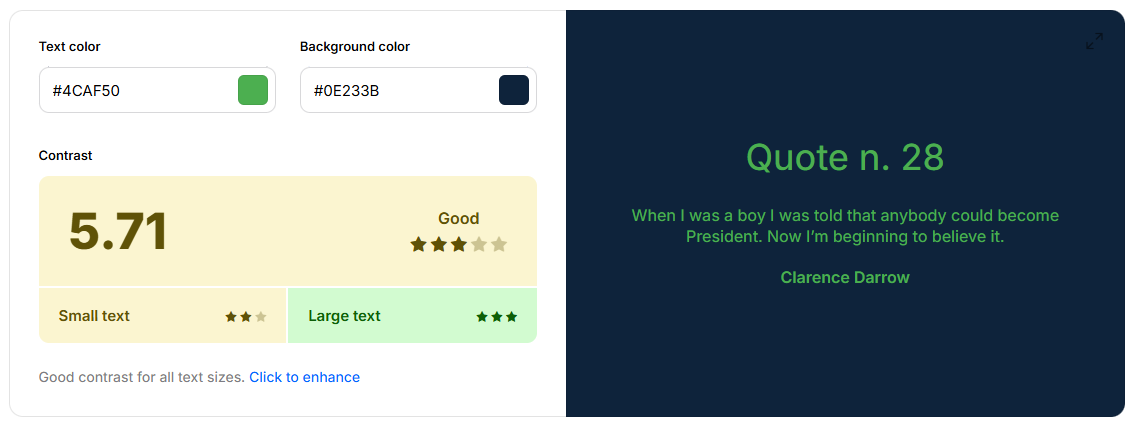 Text color
Background color
#4CAF50
#0E233B
Contrast
5.71
Good
Small text
Large text
Good contrast for all text sizes. Click to enhance
Quote n. 28
When I was a boy I was told that anybody could become
President. Now I’m beginning to believe it.
Clarence Darrow